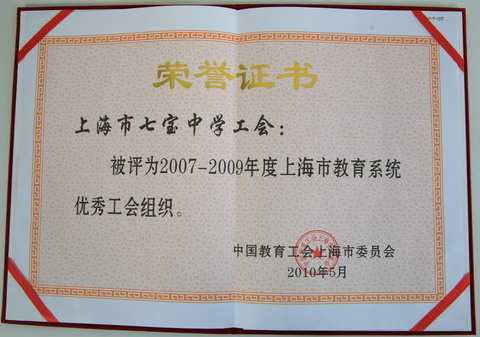 荣誉证书
上海市七宝中学工会：
被评为2007-2009年度上海市教育系统
优秀工会组织。
中国教育工会上海市委员会
2010年5月